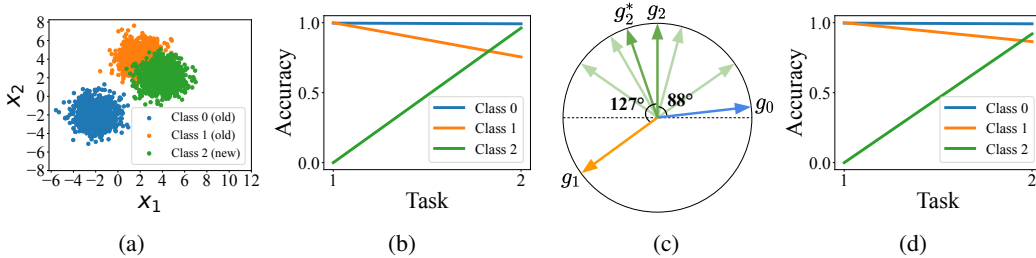 8
6
4
2
0
−2
−4
−6
−8
−6 −4 −2 0 2 4 6 8 10 12
x₂
x₁
Class 0 (old)
Class 1 (old)
Class 2 (new)
(a)
1.0
0.5
0.0
Accuracy
1 2
Task
Class 0
Class 1
Class 2
(b)
g₂* g₂
127° 88°
g₀
g₁
(c)
1.0
0.5
0.0
Accuracy
1 2
Task
Class 0
Class 1
Class 2
(d)